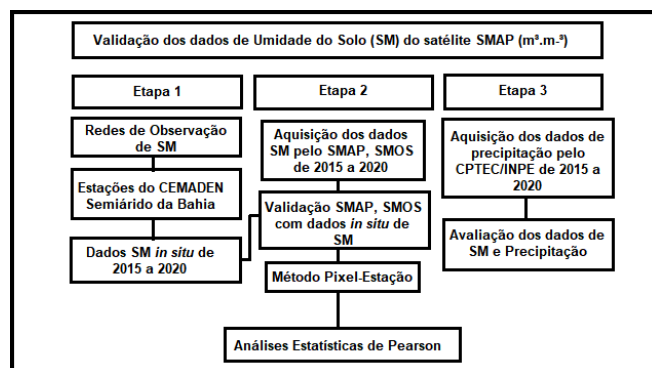 Validação dos dados de Umidade do Solo (SM) do satélite SMAP (m³.m-³)
Etapa 1
Etapa 2
Etapa 3
Redes de Observação
de SM
Estações do CEMADEN
Semiárido da Bahia
Dados SM in situ de
2015 a 2020
Aquisição dos dados
SM pelo SMAP, SMOS
de 2015 a 2020
Validação SMAP, SMOS
com dados in situ de
SM
Método Pixel-Estação
Análises Estatísticas de Pearson
Aquisição dos dados de
precipitação pelo
CPTEC/INPE de 2015 a
2020
Avaliação dos dados de
SM e Precipitação